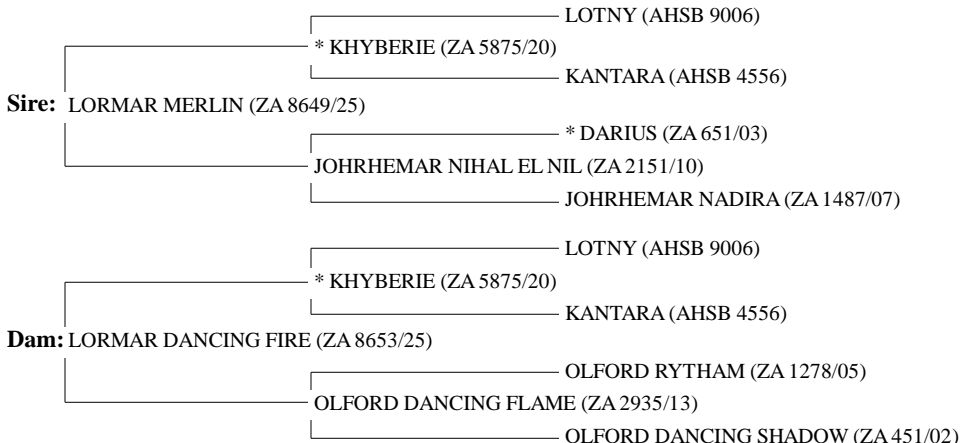 LOTNY (AHSB 9006)
* KHYBERIE (ZA 5875/20)
KANTARA (AHSB 4556)
Sire: LORMAR MERLIN (ZA 8649/25)
* DARIUS (ZA 651/03)
JOHRHEMAR NIHAL EL NIL (ZA 2151/10)
JOHRHEMAR NADIRA (ZA 1487/07)
LOTNY (AHSB 9006)
* KHYBERIE (ZA 5875/20)
KANTARA (AHSB 4556)
Dam: LORMAR DANCING FIRE (ZA 8653/25)
OLFORD RYTHAM (ZA 1278/05)
OLFORD DANCING FLAME (ZA 2935/13)
OLFORD DANCING SHADOW (ZA 451/02)